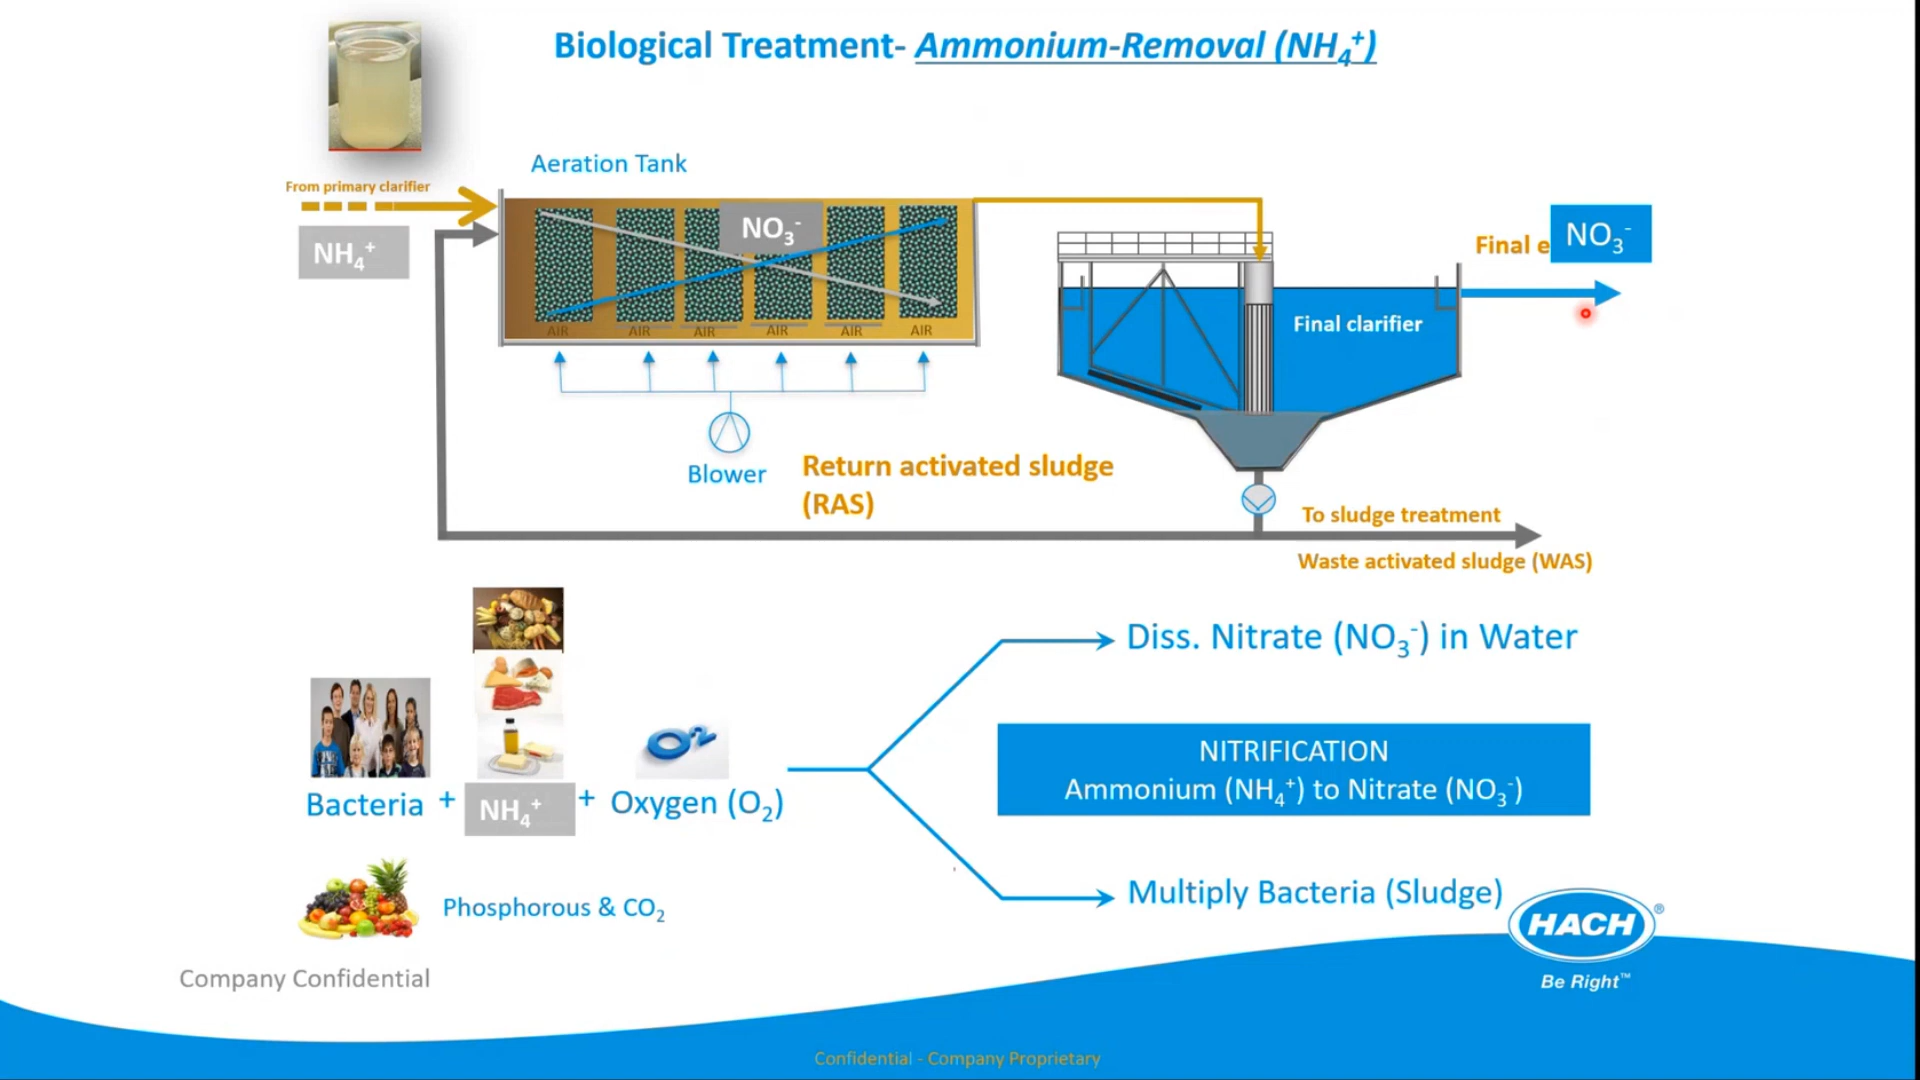 Biological Treatment- Ammonium-Removal (NH₄⁺)
Aeration Tank
From primary clarifier
NH₄⁺
NO₃⁻
AIR AIR AIR AIR AIR AIR
Final e
NO₃⁻
Final clarifier
Blower
Return activated sludge
(RAS)
To sludge treatment
Waste activated sludge (WAS)
Diss. Nitrate (NO₃⁻) in Water
O²
NITRIFICATION
Ammonium (NH₄⁺) to Nitrate (NO₃⁻)
Bacteria + NH₄⁺ + Oxygen (O₂)
Multiply Bacteria (Sludge)
Phosphorous & CO₂
HACH®
Be Right™
Company Confidential
Confidential - Company Proprietary